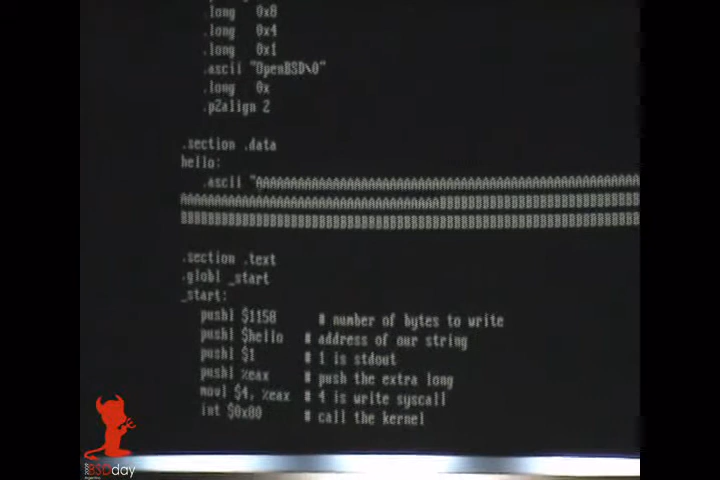 .long 0x8
.long 0x4
.long 0x1
.ascii "OpenBSD\0"
.long 0x
.p2align 2
.section .data
hello:
.ascii "
.section .text
.globl _start
_start:
pushl $1158 # number of bytes to write
pushl $hello # address of our string
pushl $1 # 1 is stdout
pushl %eax # push the extra long
movl $4, %eax # 4 is write syscall
int $0x80 # call the kernel
BSDday
Argentina